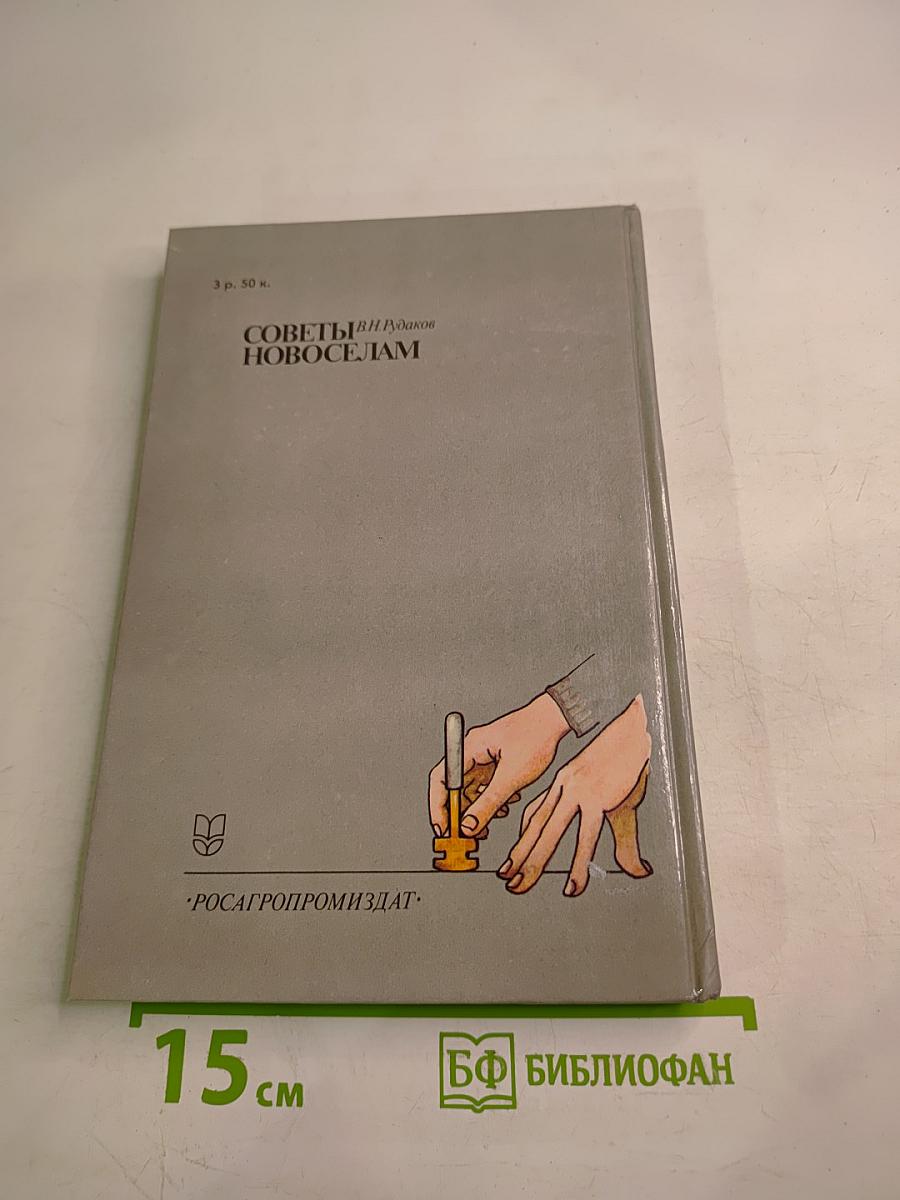 3 р. 50 к.
СОВЕТЫ В.Н.Рудаков
НОВОСЕЛАМ
·РОСАГРОПРОМИЗДАТ·
15 см
БФ БИБЛИОФАН